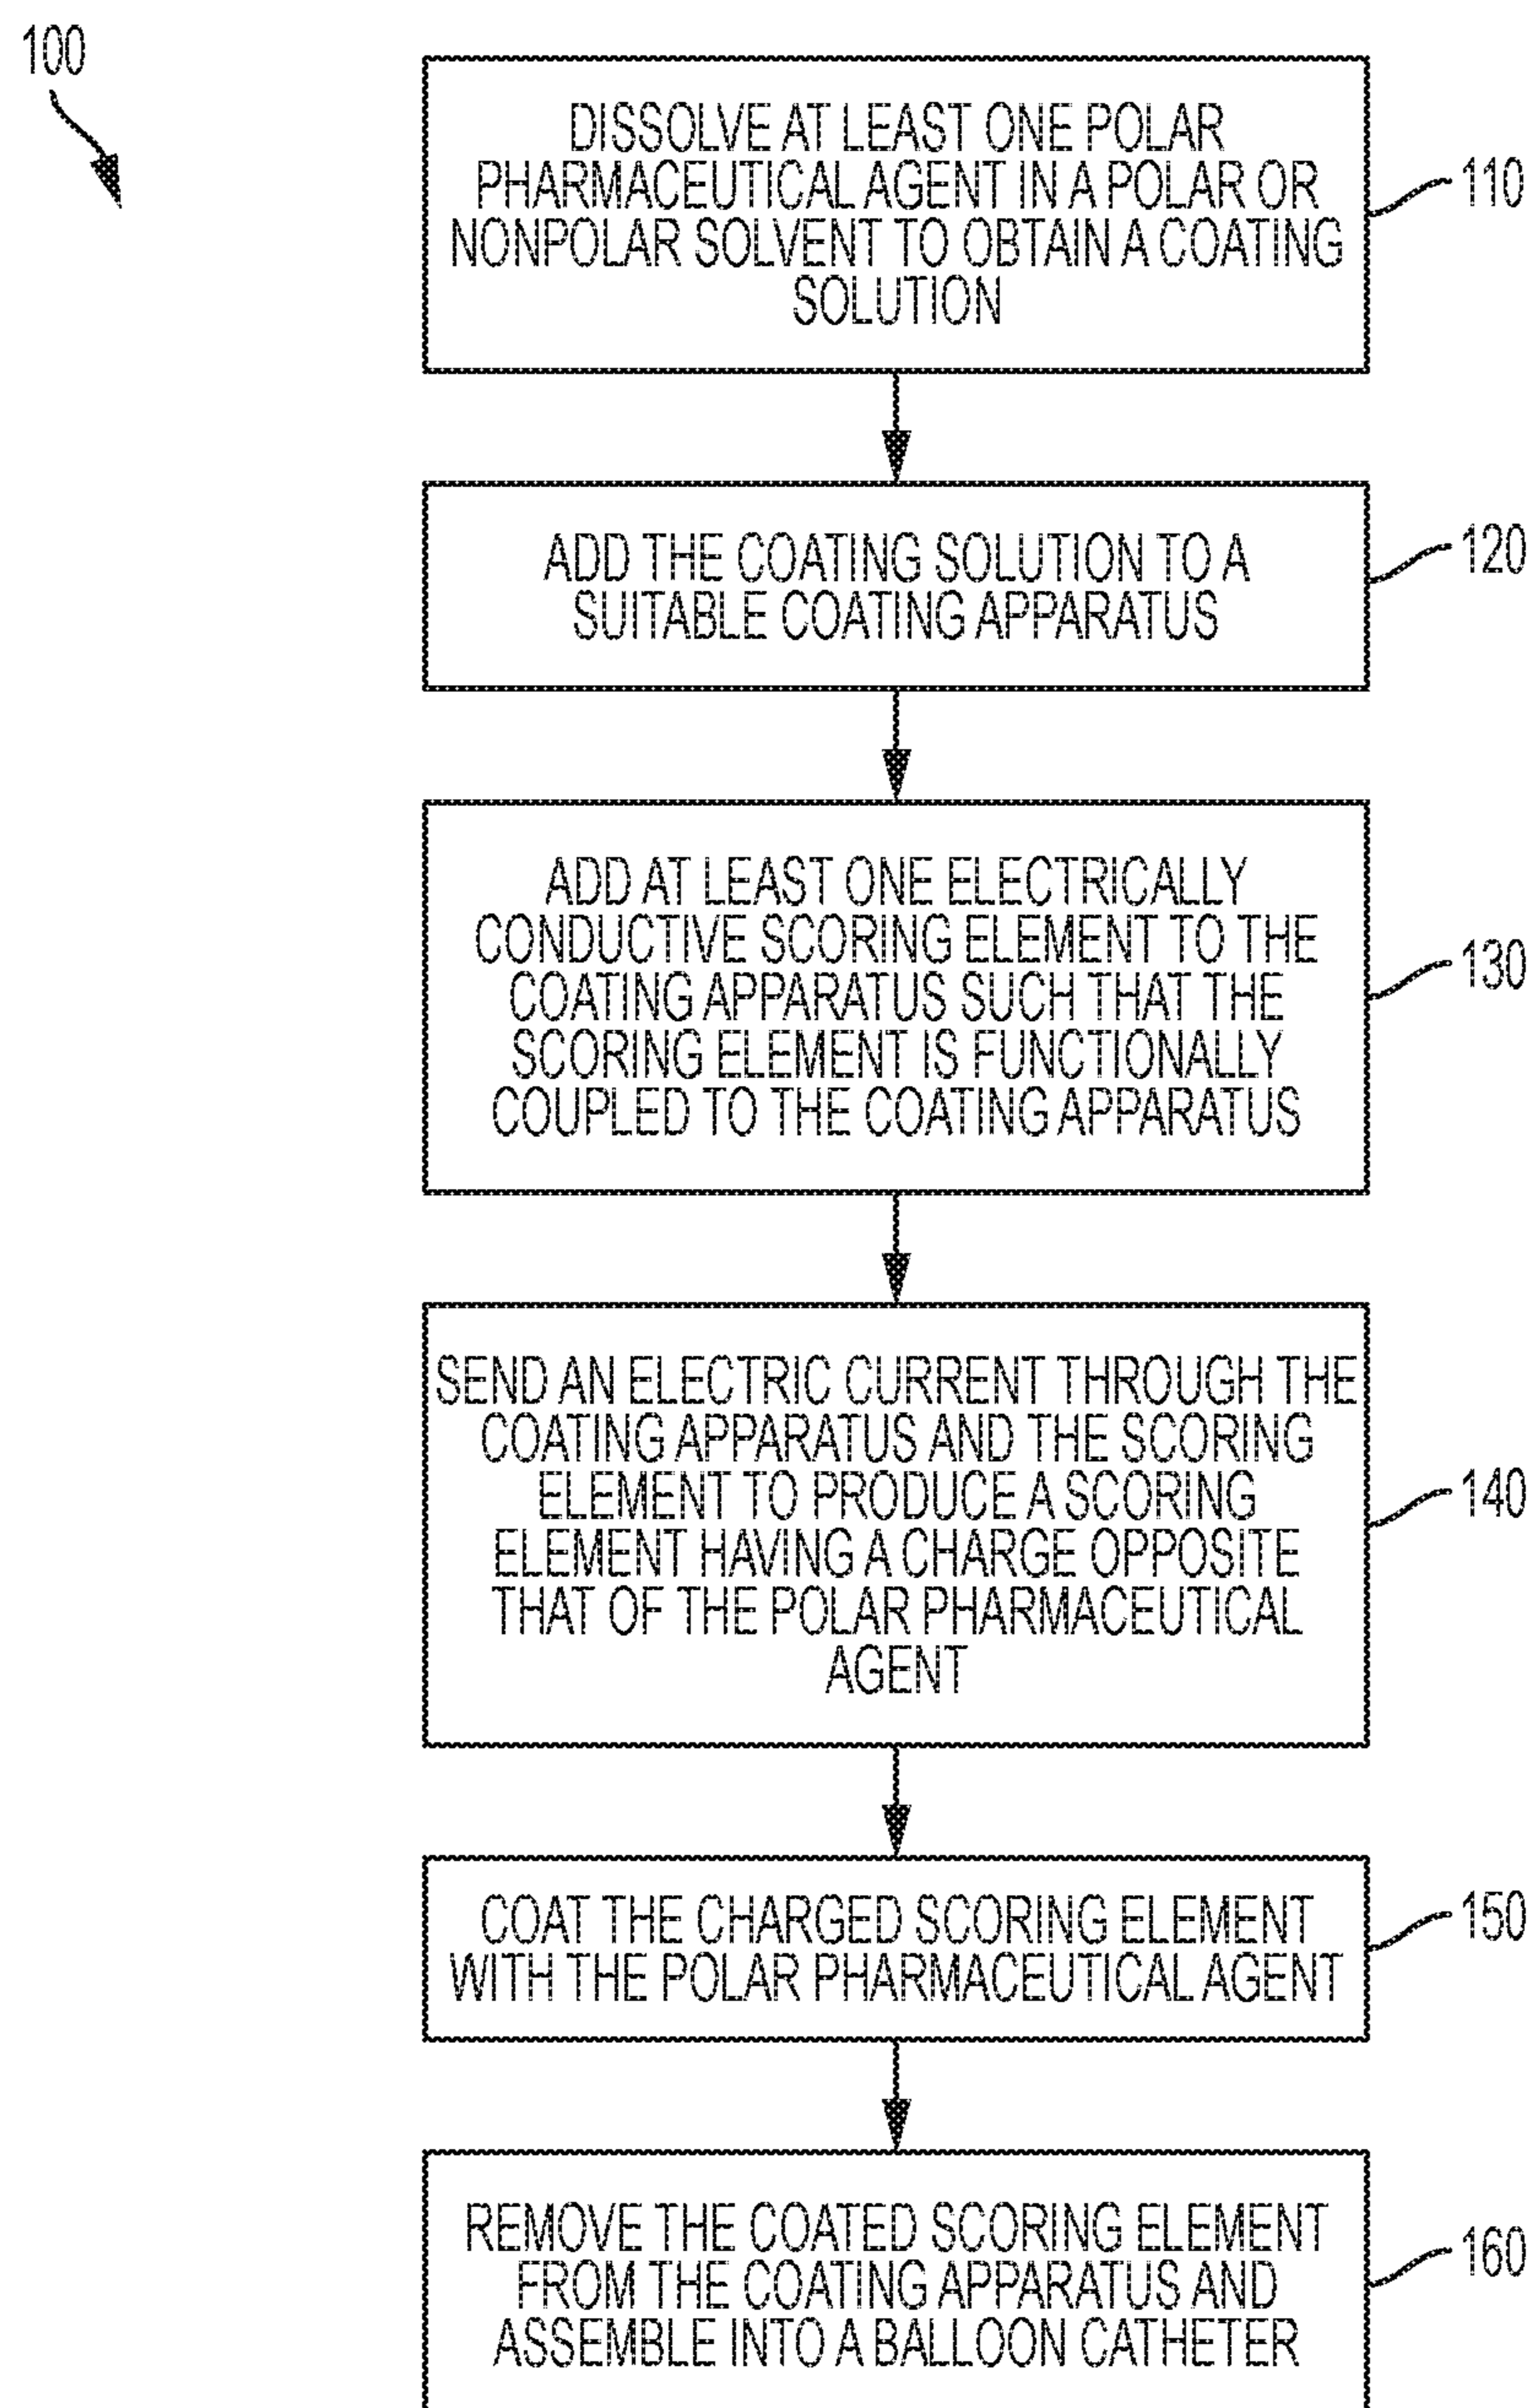 100
DISSOLVE AT LEAST ONE POLAR
PHARMACEUTICAL AGENT IN A POLAR OR
NONPOLAR SOLVENT TO OBTAIN A COATING
SOLUTION
110
ADD THE COATING SOLUTION TO A
SUITABLE COATING APPARATUS
120
ADD AT LEAST ONE ELECTRICALLY
CONDUCTIVE SCORING ELEMENT TO THE
COATING APPARATUS SUCH THAT THE
SCORING ELEMENT IS FUNCTIONALLY
COUPLED TO THE COATING APPARATUS
130
SEND AN ELECTRIC CURRENT THROUGH THE
COATING APPARATUS AND THE SCORING
ELEMENT TO PRODUCE A SCORING
ELEMENT HAVING A CHARGE OPPOSITE
THAT OF THE POLAR PHARMACEUTICAL
AGENT
140
COAT THE CHARGED SCORING ELEMENT
WITH THE POLAR PHARMACEUTICAL AGENT
150
REMOVE THE COATED SCORING ELEMENT
FROM THE COATING APPARATUS AND
ASSEMBLE INTO A BALLOON CATHETER
160